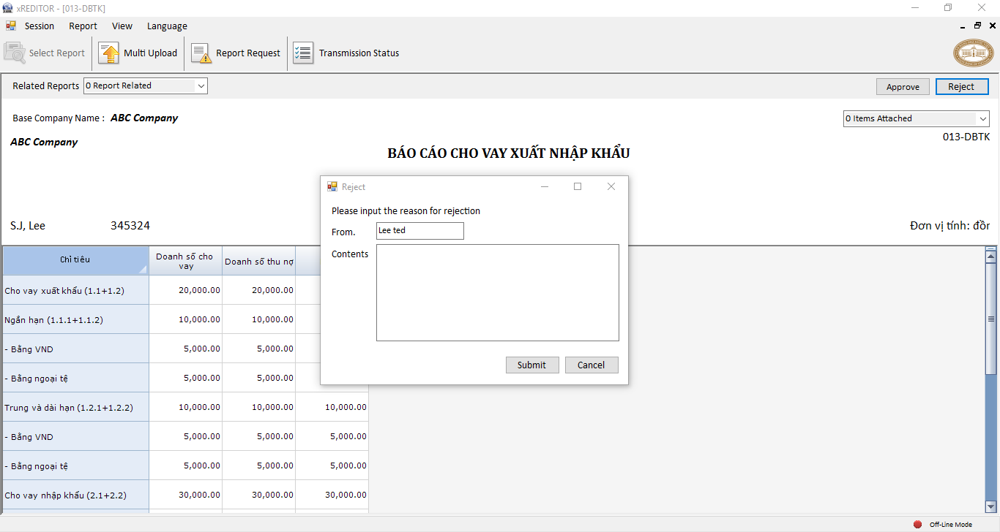 xREDITOR - [013-DBTK]
Session Report View Language
Select Report Multi Upload Report Request Transmission Status
Related Reports 0 Report Related Approve Reject
Base Company Name : ABC Company 0 Items Attached
ABC Company 013-DBTK
BÁO CÁO CHO VAY XUẤT NHẬP KHẨU
Reject
Please input the reason for rejection
From. Lee ted
Contents
Submit Cancel
S.J, Lee 345324 Đơn vị tính: đồr
Chỉ tiêu Doanh số cho vay Doanh số thu nợ
Cho vay xuất khẩu (1.1+1.2) 20,000.00 20,000.00
Ngắn hạn (1.1.1+1.1.2) 10,000.00 10,000.00
- Bằng VND 5,000.00 5,000.00
- Bằng ngoại tệ 5,000.00 5,000.00
Trung và dài hạn (1.2.1+1.2.2) 10,000.00 10,000.00 10,000.00
- Bằng VND 5,000.00 5,000.00 5,000.00
- Bằng ngoại tệ 5,000.00 5,000.00 5,000.00
Cho vay nhập khẩu (2.1+2.2) 30,000.00 30,000.00 30,000.00
Off-Line Mode